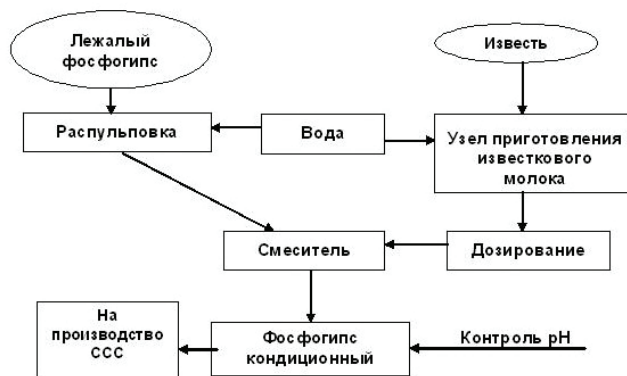 Лежалый
фосфогипс
Известь
Распульповка
Вода
Узел приготовления
известкового
молока
Смеситель
Дозирование
На
производство
ССС
Фосфогипс
кондиционный
Контроль pH